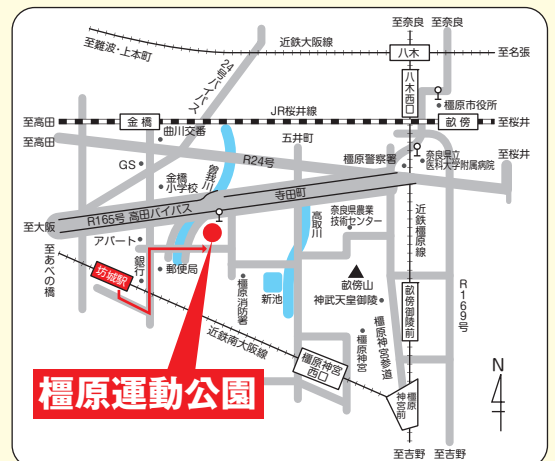 至奈良
至奈良
至難波・上本町
近鉄大阪線
八木
至名張
24号バイパス
八木西口
橿原市役所
至高田
金橋
JR桜井線
畝傍
至桜井
曲川交番
至高田
五井町
R24号
橿原警察署
奈良県立
医科大学附属病院
至桜井
GS
曽我川
金橋
小学校
寺田町
R165号 高田バイパス
至大阪
高取川
奈良県農業
技術センター
近鉄橿原線
アパート
至あべの橋
銀行
郵便局
坊城駅
橿原消防署
新池
畝傍山
神武天皇御陵
畝傍御陵前
R169号
近鉄南大阪線
橿原神宮
西口
橿原神宮
橿原神宮参道
橿原
神宮前
橿原運動公園
N
至吉野
至吉野